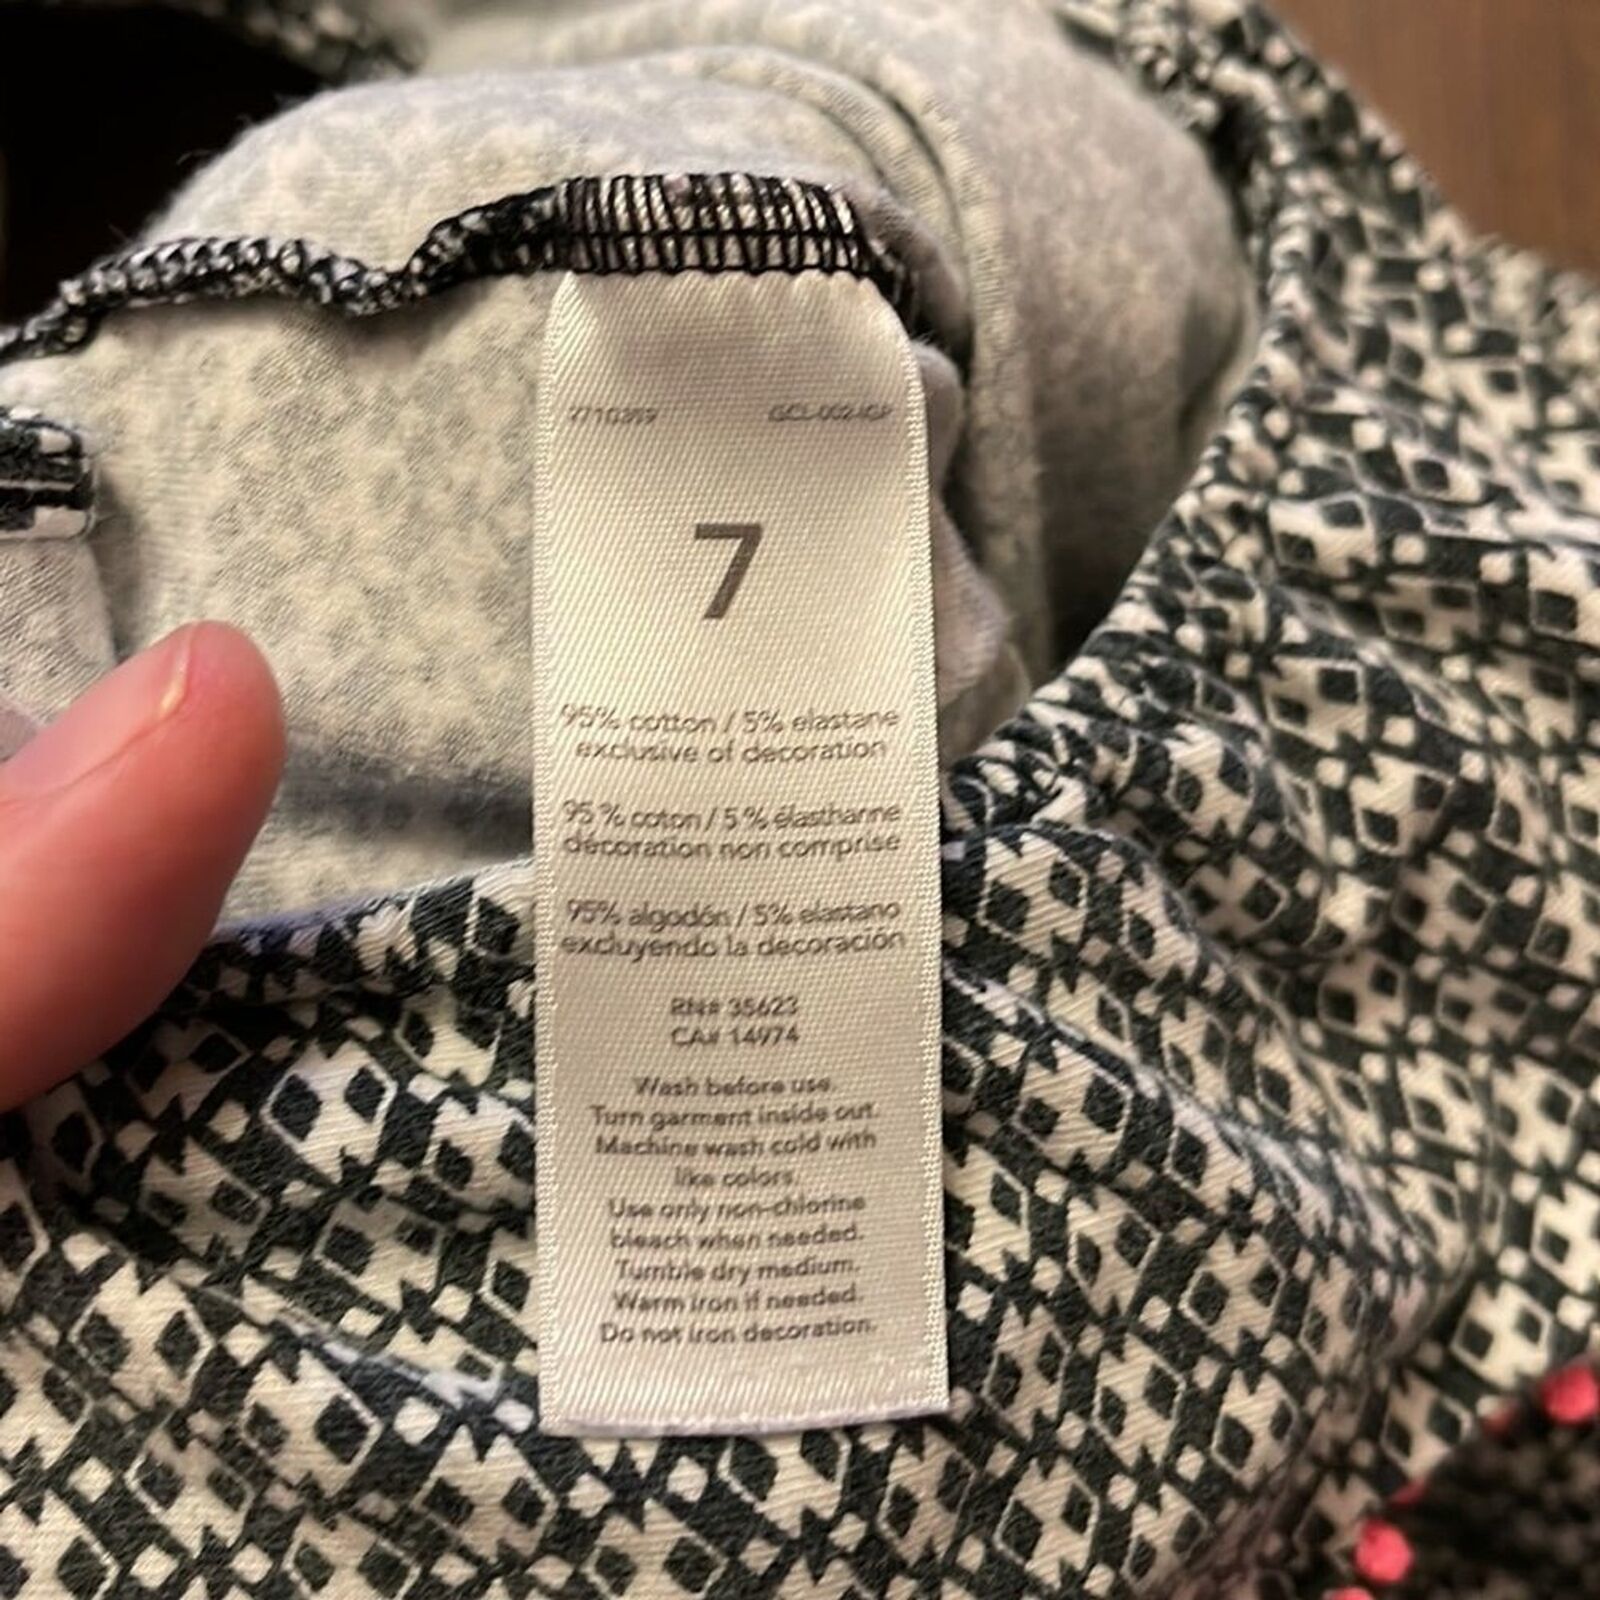 2710359 GCL-0024GP
7
95% cotton / 5% elastane
exclusive of decoration
95 % coton / 5 % élasthanne
décoration non comprise
95% algodón / 5% elastano
excluyendo la decoración
RN# 35623
CA# 14974
Wash before use.
Turn garment inside out.
Machine wash cold with
like colors.
Use only non-chlorine
bleach when needed.
Tumble dry medium.
Warm iron if needed.
Do not iron decoration.